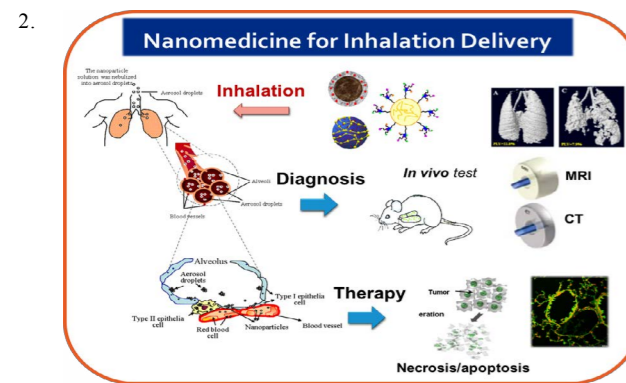 2.
Nanomedicine for Inhalation Delivery
The nanoparticle
solution was nebulized
into aerosol droplets
Aerosol droplets
Inhalation
A
C
Alveoli
Aerosol droplets
Blood vessels
Diagnosis
In vivo test
MRI
CT
Alveolus
Aerosol
droplets
Type I epithelia
cell
Type II epithelia
cell
Red blood
cell
Nanoparticles
Blood vessel
Therapy
Tumor
eration
Necrosis/apoptosis